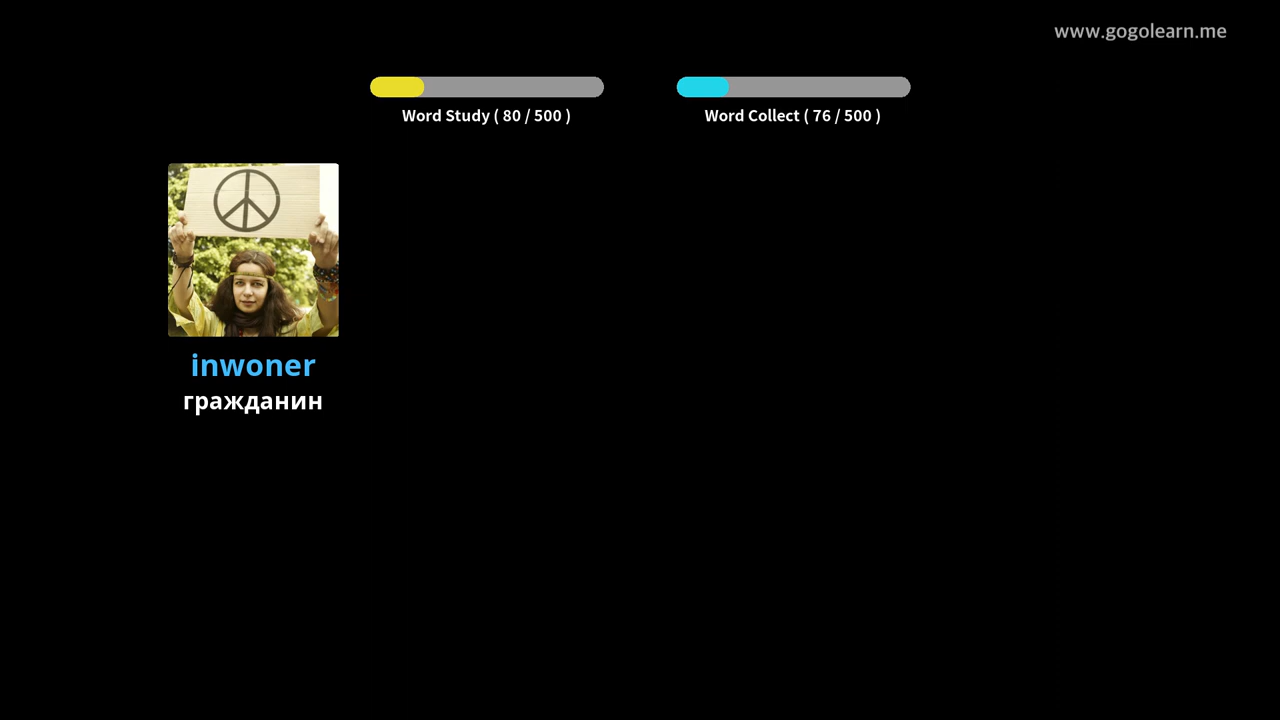 www.gogolearn.me
Word Study ( 80 / 500 )
Word Collect ( 76 / 500 )
inwoner
гражданин